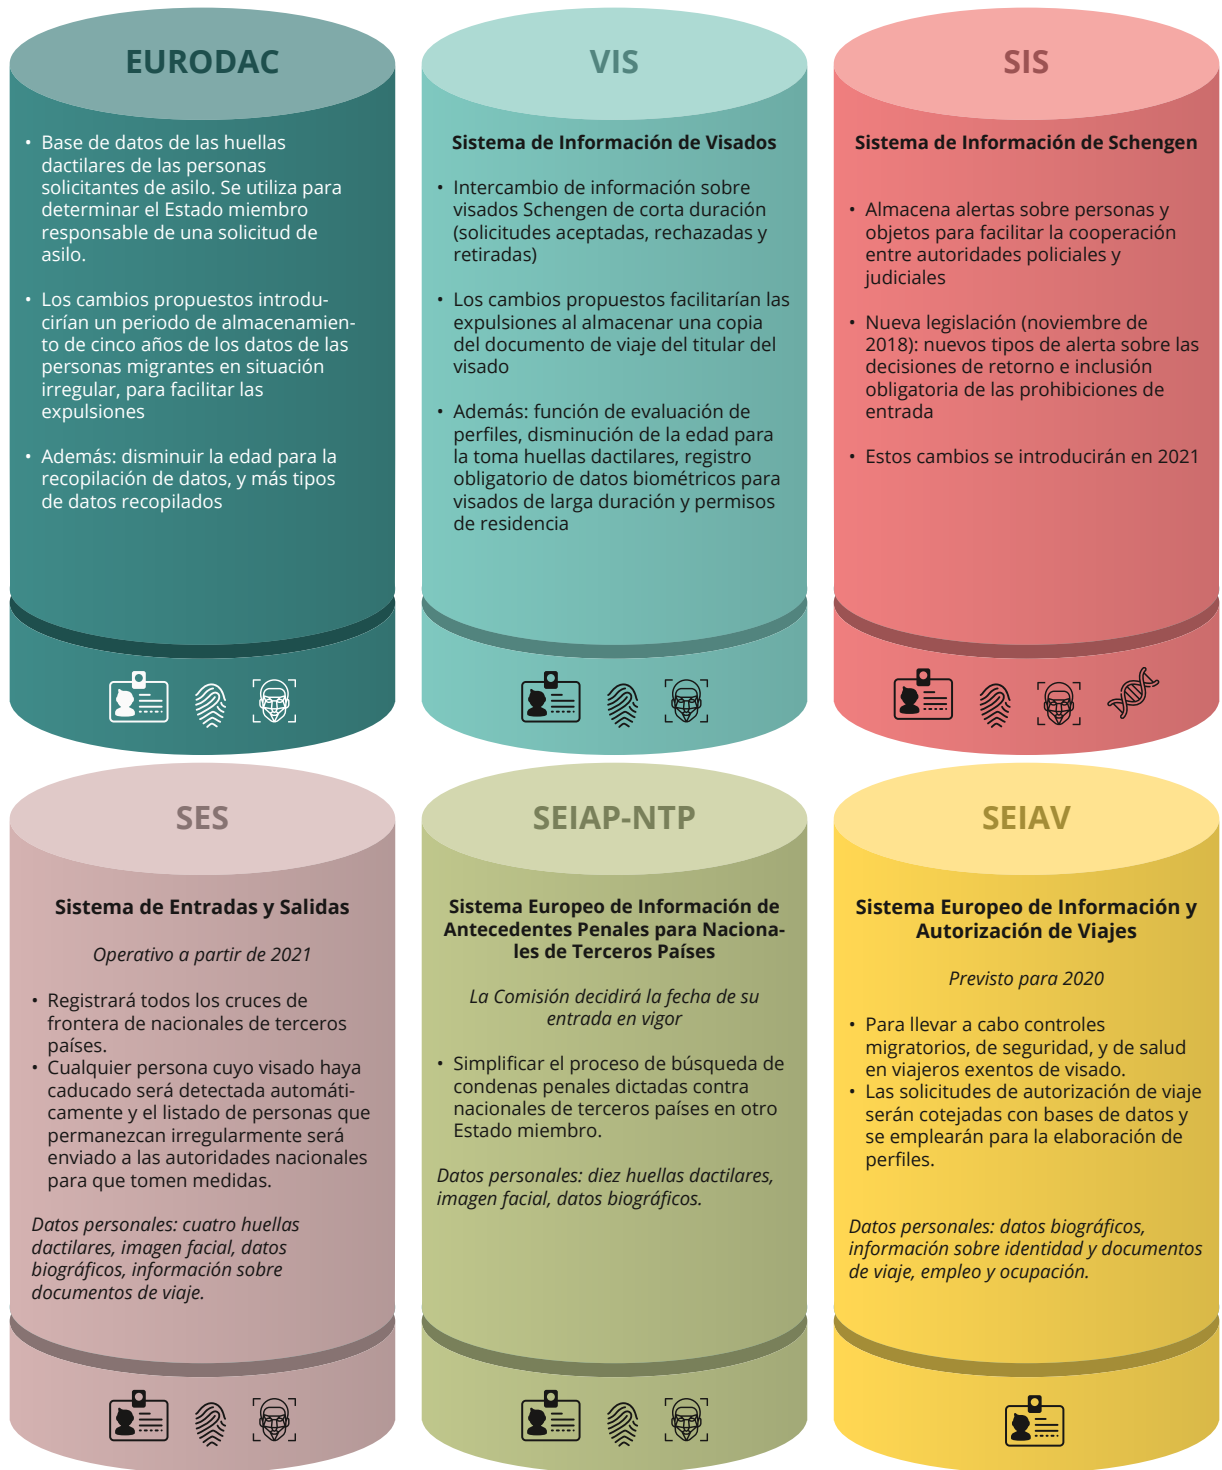 EURODAC
• Base de datos de las huellas
dactilares de las personas
solicitantes de asilo. Se utiliza para
determinar el Estado miembro
responsable de una solicitud de
asilo.
• Los cambios propuestos introdu-
cirían un periodo de almacenamien-
to de cinco años de los datos de las
personas migrantes en situación
irregular, para facilitar las
expulsiones
• Además: disminuir la edad para la
recopilación de datos, y más tipos
de datos recopilados
VIS
Sistema de Información de Visados
• Intercambio de información sobre
visados Schengen de corta duración
(solicitudes aceptadas, rechazadas y
retiradas)
• Los cambios propuestos facilitarían las
expulsiones al almacenar una copia
del documento de viaje del titular del
visado
• Además: función de evaluación de
perfiles, disminución de la edad para
la toma huellas dactilares, registro
obligatorio de datos biométricos para
visados de larga duración y permisos
de residencia
SIS
Sistema de Información de Schengen
• Almacena alertas sobre personas y
objetos para facilitar la cooperación
entre autoridades policiales y
judiciales
• Nueva legislación (noviembre de
2018): nuevos tipos de alerta sobre las
decisiones de retorno e inclusión
obligatoria de las prohibiciones de
entrada
• Estos cambios se introducirán en 2021
SES
Sistema de Entradas y Salidas
Operativo a partir de 2021
• Registrará todos los cruces de
frontera de nacionales de terceros
países.
• Cualquier persona cuyo visado haya
caducado será detectada automáti-
camente y el listado de personas que
permanezcan irregularmente será
enviado a las autoridades nacionales
para que tomen medidas.
Datos personales: cuatro huellas
dactilares, imagen facial, datos
biográficos, información sobre
documentos de viaje.
SEIAP-NTP
Sistema Europeo de Información de
Antecedentes Penales para Naciona-
les de Terceros Países
La Comisión decidirá la fecha de su
entrada en vigor
• Simplificar el proceso de búsqueda de
condenas penales dictadas contra
nacionales de terceros países en otro
Estado miembro.
Datos personales: diez huellas dactilares,
imagen facial, datos biográficos.
SEIAV
Sistema Europeo de Información y
Autorización de Viajes
Previsto para 2020
• Para llevar a cabo controles
migratorios, de seguridad, y de salud
en viajeros exentos de visado.
• Las solicitudes de autorización de viaje
serán cotejadas con bases de datos y
se emplearán para la elaboración de
perfiles.
Datos personales: datos biográficos,
información sobre identidad y documentos
de viaje, empleo y ocupación.